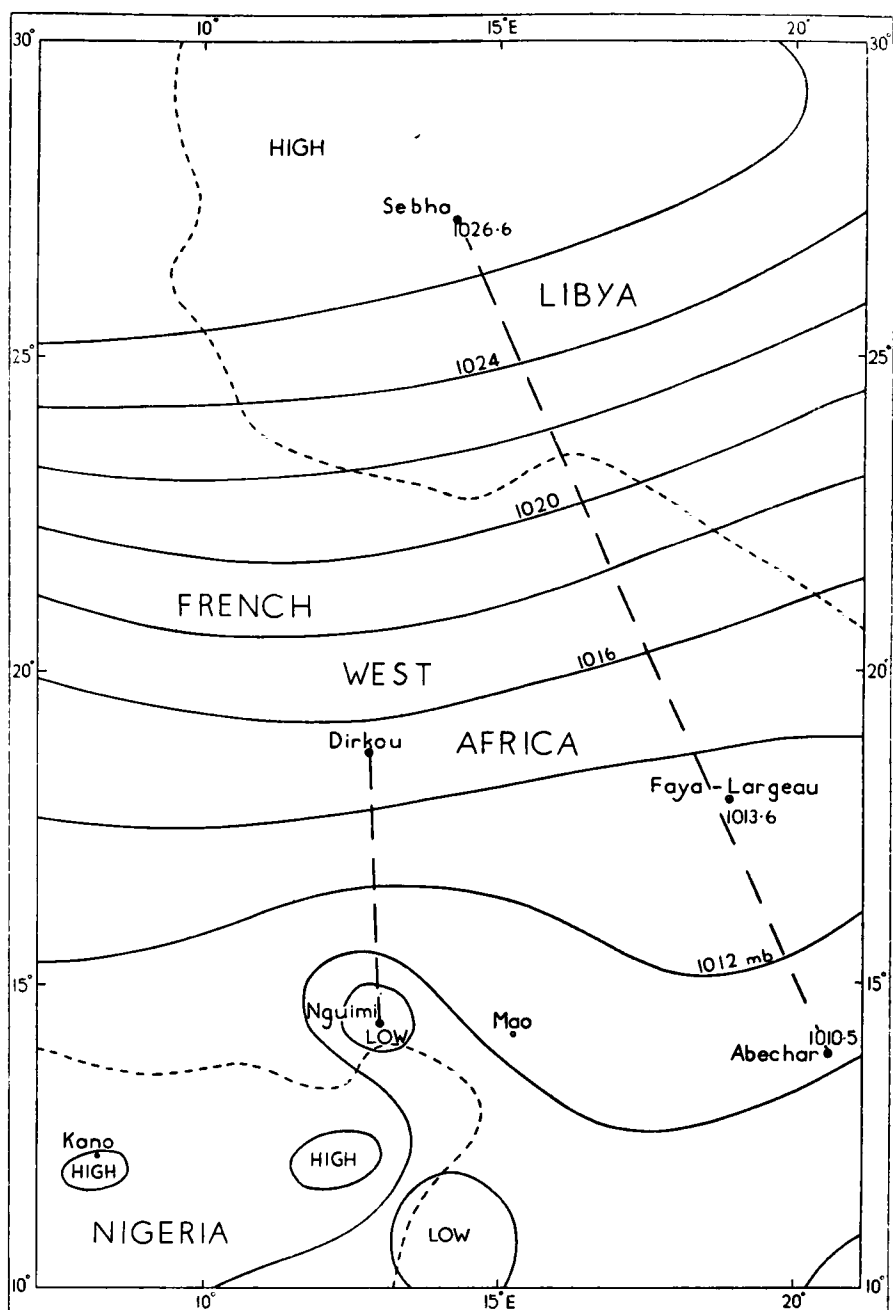 10° 15°E 20°
30° 30°
HIGH
Sebha
1026·6
LIBYA
25° 25°
1024
1020
FRENCH
1016
20° WEST 20°
Dirkou AFRICA
Faya-Largeau
1013·6
1012 mb
15° 15°
Nguimi Mao
LOW
1010·5
Abechar
Kano
HIGH HIGH
NIGERIA LOW
10° 10°
10° 15°E 20°